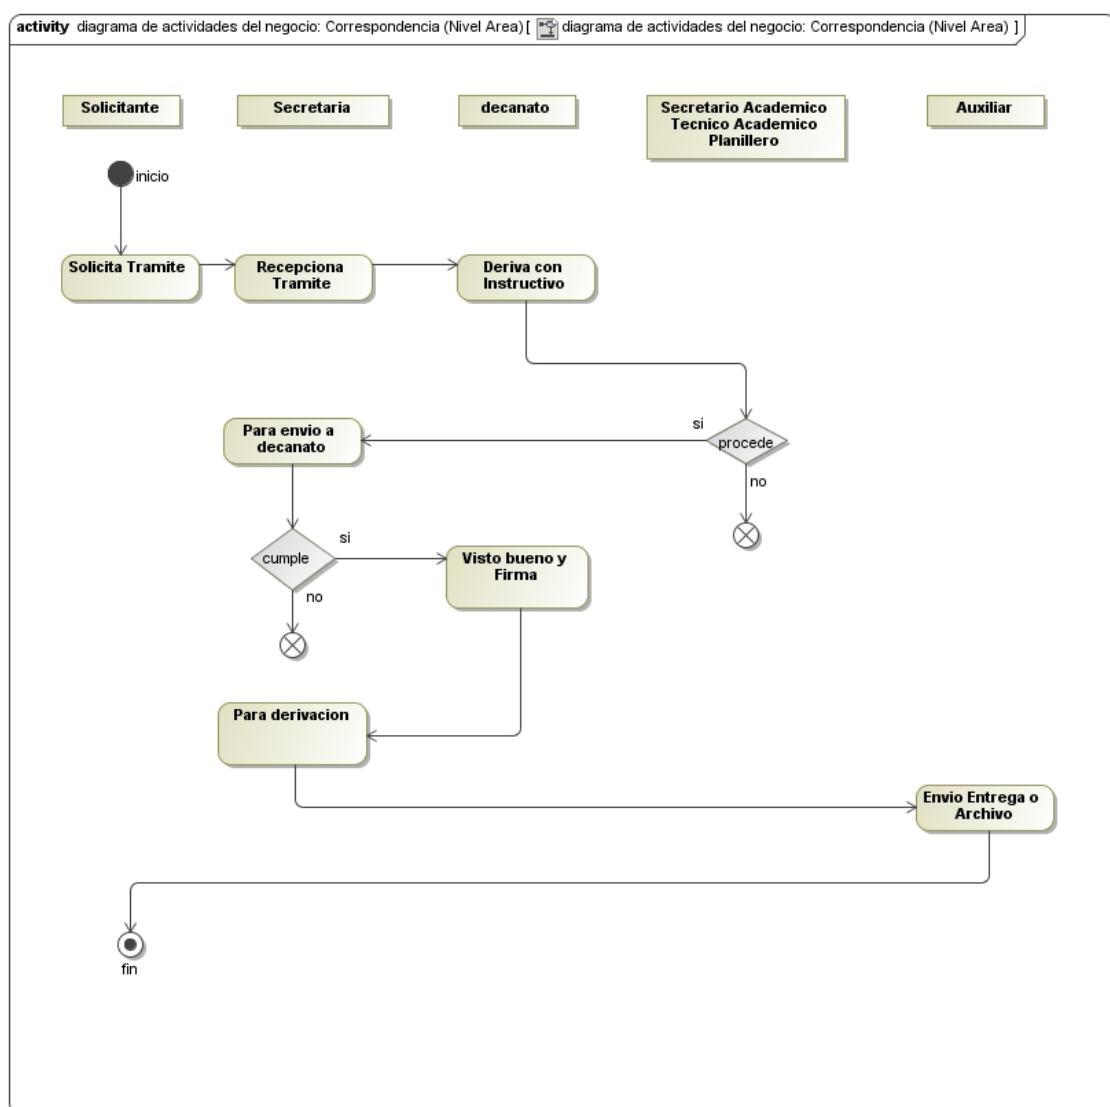 activity diagrama de actividades del negocio: Correspondencia (Nivel Area) [ diagrama de actividades del negocio: Correspondencia (Nivel Area) ]
Solicitante
Secretaria
decanato
Secretario Academico
Tecnico Academico
Planillero
Auxiliar
inicio
Solicita Tramite
Recepciona
Tramite
Deriva con
Instructivo
si
procede
no
Para envio a
decanato
cumple
si
no
Visto bueno y
Firma
Para derivacion
Envio Entrega o
Archivo
fin